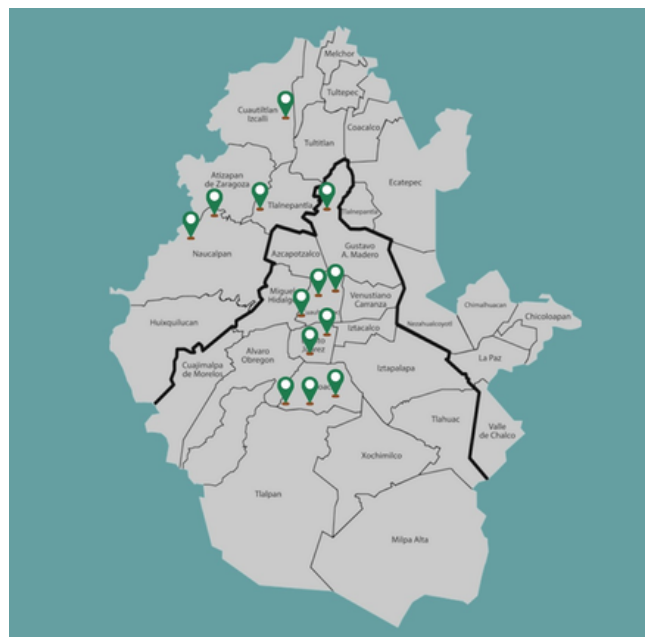 Melchor
Tultepec
Cuautiltlan
Izcalli
Coacalco
Tultitlan
Atizapan
de Zaragoza
Ecatepec
Tlalnepantla
Tlalnepantla
Naucalpan
Azcapotzalco
Gustavo
A. Madero
Miguel
Hidalgo
Venustiano
Carranza
Huixquilucan
Iztacalco
Nezahualcoyotl
Chimalhuacan
Chicoloapan
La Paz
Alvaro
Obregon
Cuajimalpa
de Morelos
Iztapalapa
Tlahuac
Valle
de Chalco
Xochimilco
Tlalpan
Milpa Alta